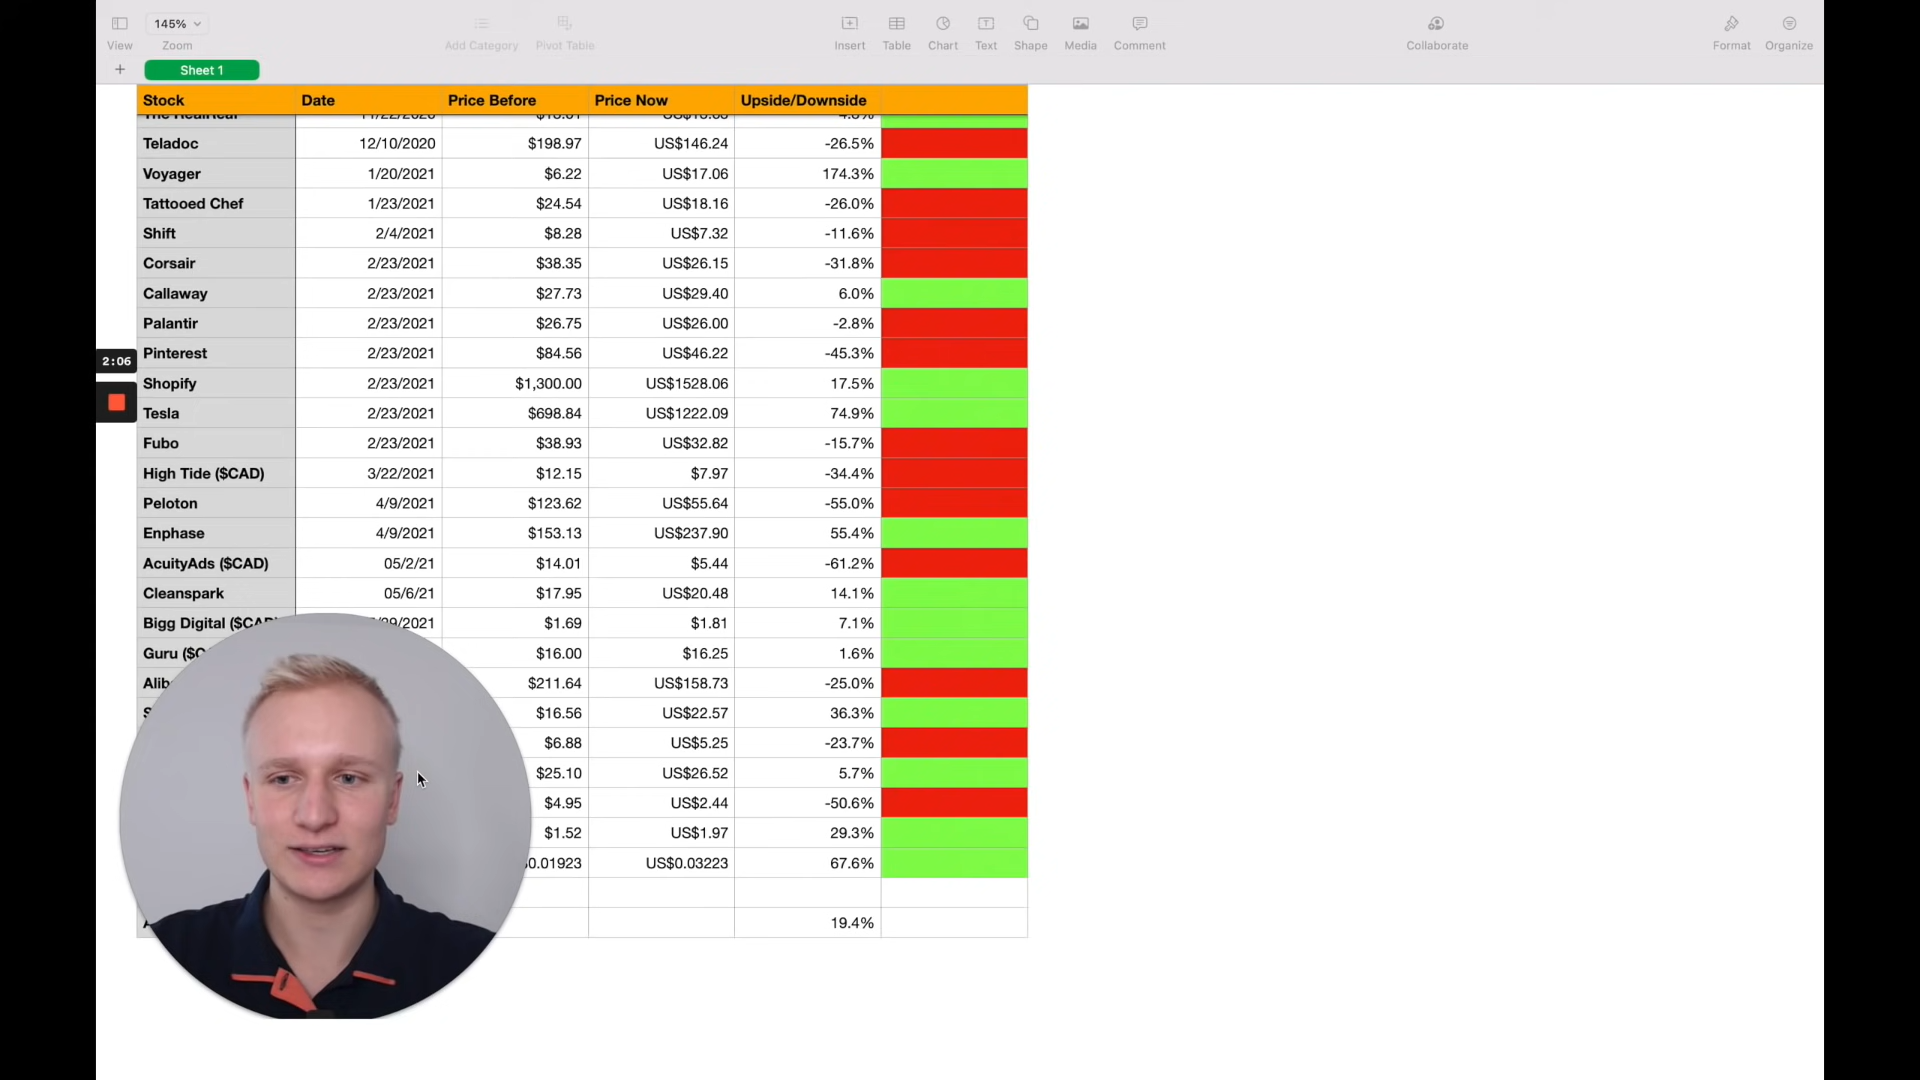 145%
View
Zoom
Add Category
Pivot Table
Insert
Table
Chart
Text
Shape
Media
Comment
Collaborate
Format
Organize
+
Sheet 1
Stock Date Price Before Price Now Upside/Downside
Teladoc 12/10/2020 $198.97 US$146.24 -26.5%
Voyager 1/20/2021 $6.22 US$17.06 174.3%
Tattooed Chef 1/23/2021 $24.54 US$18.16 -26.0%
Shift 2/4/2021 $8.28 US$7.32 -11.6%
Corsair 2/23/2021 $38.35 US$26.15 -31.8%
Callaway 2/23/2021 $27.73 US$29.40 6.0%
Palantir 2/23/2021 $26.75 US$26.00 -2.8%
2:06
Pinterest 2/23/2021 $84.56 US$46.22 -45.3%
Shopify 2/23/2021 $1,300.00 US$1528.06 17.5%
Tesla 2/23/2021 $698.84 US$1222.09 74.9%
Fubo 2/23/2021 $38.93 US$32.82 -15.7%
High Tide ($CAD) 3/22/2021 $12.15 $7.97 -34.4%
Peloton 4/9/2021 $123.62 US$55.64 -55.0%
Enphase 4/9/2021 $153.13 US$237.90 55.4%
AcuityAds ($CAD) 05/2/21 $14.01 $5.44 -61.2%
Cleanspark 05/6/21 $17.95 US$20.48 14.1%
Bigg Digital /2021 $1.69 $1.81 7.1%
Guru $16.00 $16.25 1.6%
$211.64 US$158.73 -25.0%
$16.56 US$22.57 36.3%
$6.88 US$5.25 -23.7%
$25.10 US$26.52 5.7%
$4.95 US$2.44 -50.6%
$1.52 US$1.97 29.3%
0.01923 US$0.03223 67.6%
19.4%